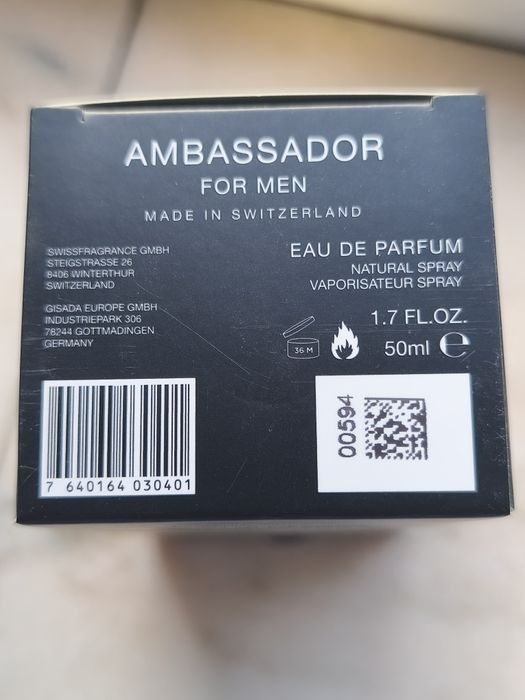 AMBASSADOR
FOR MEN
MADE IN SWITZERLAND
SWISSFRAGRANCE GMBH
STEIGSTRASSE 26
8406 WINTERTHUR
SWITZERLAND
GISADA EUROPE GMBH
INDUSTRIEPARK 306
78244 GOTTMADINGEN
GERMANY
EAU DE PARFUM
NATURAL SPRAY
VAPORISATEUR SPRAY
1.7 FL.OZ.
36 M
50ml ℮
7 640164 030401
00594